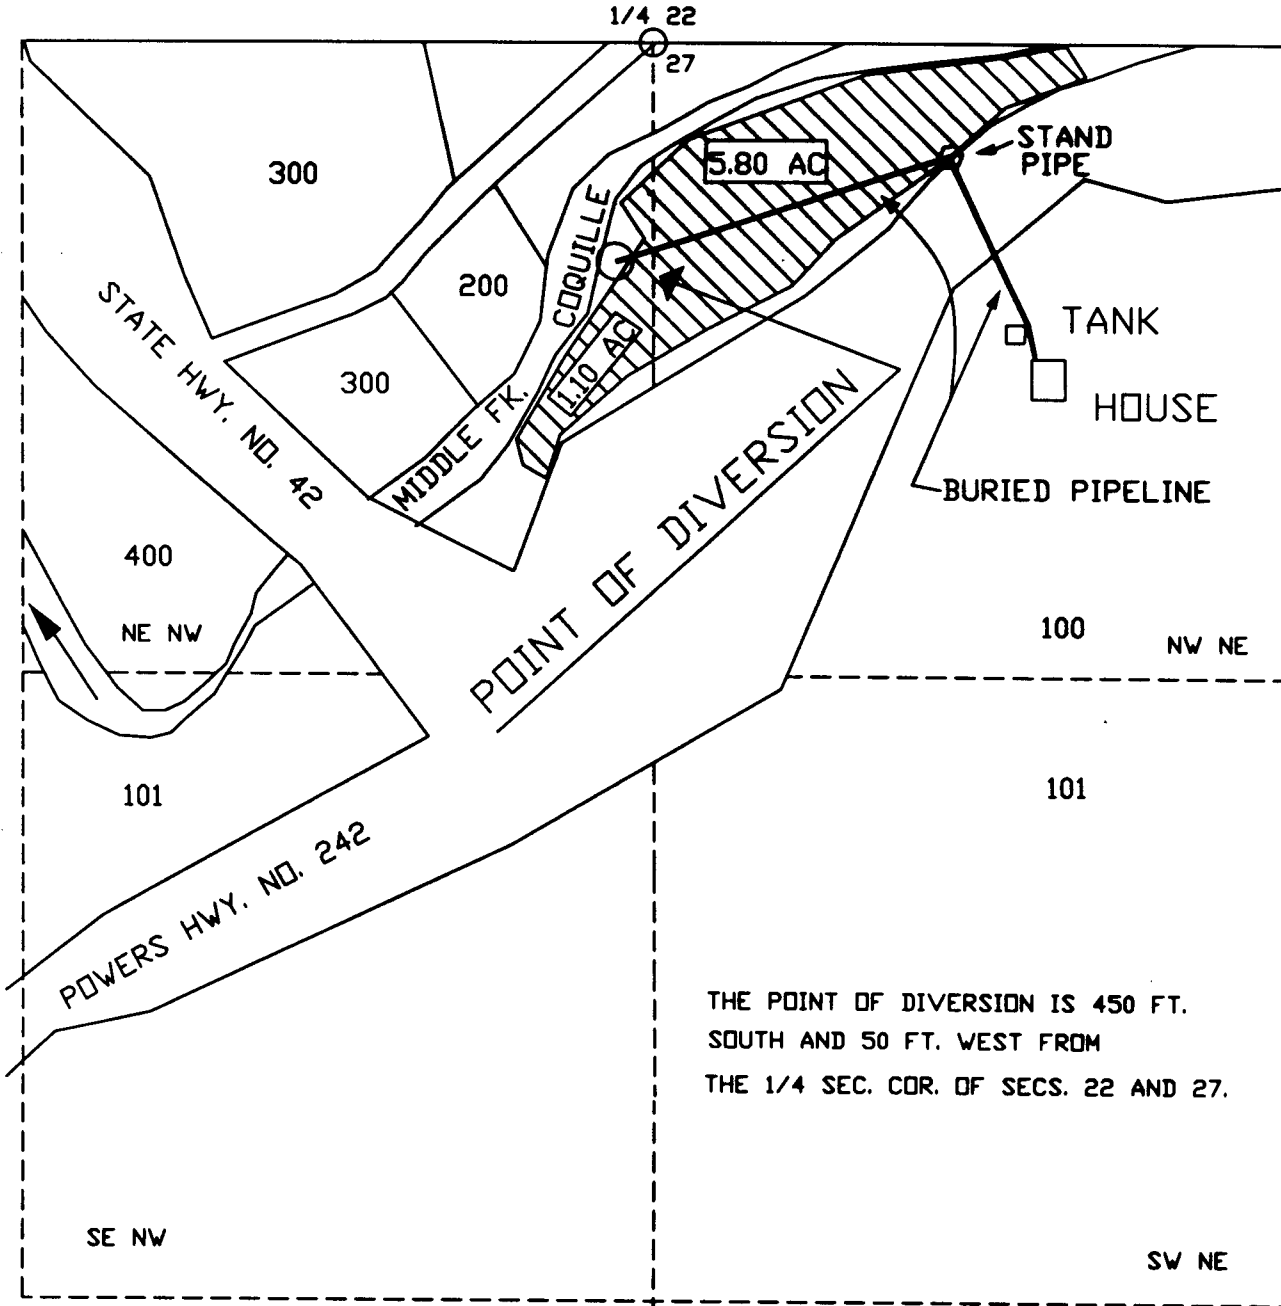 1/4 22
27
300
5.80 AC
STAND
PIPE
COQUILLE
200
STATE HWY. NO. 42
TANK
1.10 AC
300
HOUSE
MIDDLE FK.
BURIED PIPELINE
POINT OF DIVERSION
400
NE NW
100
NW NE
101
101
POWERS HWY. NO. 242
THE POINT OF DIVERSION IS 450 FT.
SOUTH AND 50 FT. WEST FROM
THE 1/4 SEC. COR. OF SECS. 22 AND 27.
SE NW
SW NE